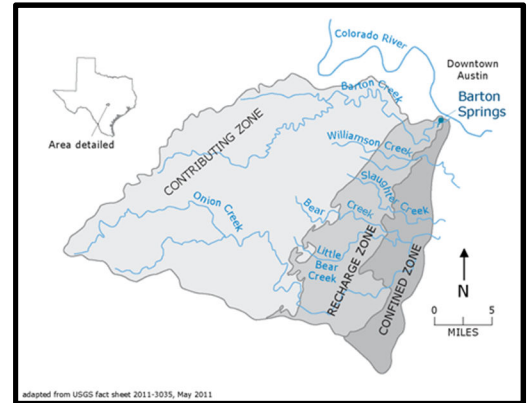 Colorado River
Downtown
Austin
Barton
Springs
Barton Creek
Area detailed
CONTRIBUTING ZONE
Williamson Creek
Slaughter Creek
Onion Creek
Bear Creek
Little
Bear
Creek
RECHARGE ZONE
CONFINED ZONE
N
0 5
MILES
adapted from USGS fact sheet 2011-3035, May 2011